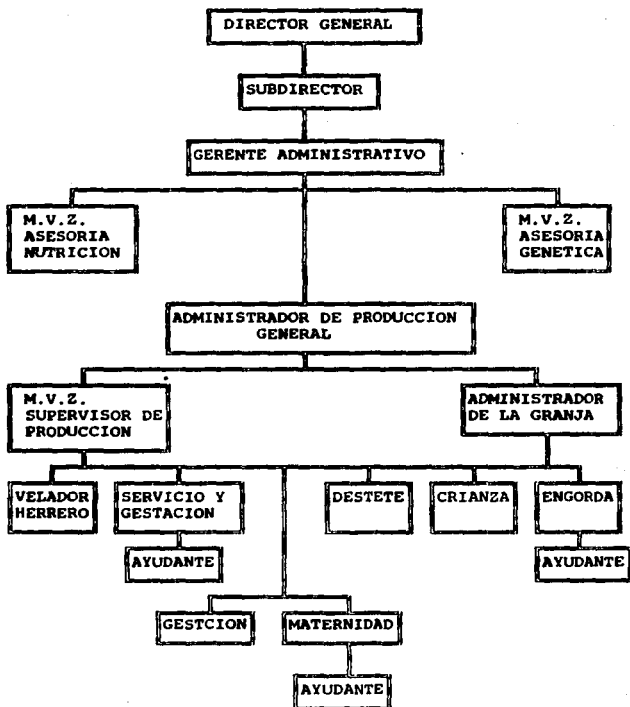 DIRECTOR GENERAL
SUBDIRECTOR
GERENTE ADMINISTRATIVO
M.V.Z.
ASESORIA
NUTRICION
M.V.Z.
ASESORIA
GENETICA
ADMINISTRADOR DE PRODUCCION
GENERAL
M.V.Z.
SUPERVISOR DE
PRODUCCION
ADMINISTRADOR
DE LA GRANJA
VELADOR
HERRERO
SERVICIO Y
GESTACION
DESTETE
CRIANZA
ENGORDA
AYUDANTE
AYUDANTE
GESTCION
MATERNIDAD
AYUDANTE